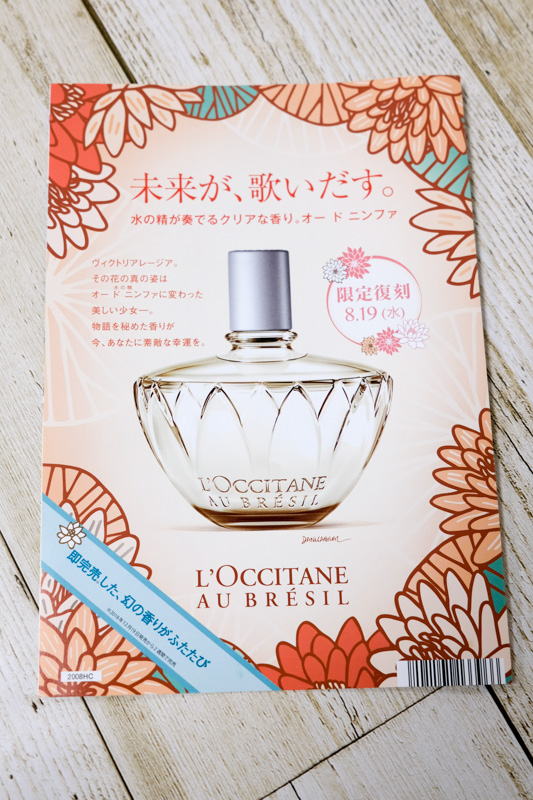 未来が、歌いだす。
水の精が奏でるクリアな香り。オー ド ニンファ
ヴィクトリアレージア。
その花の真の姿は
水の精
オー ド ニンファに変わった
美しい少女―。
物語を秘めた香りが
今、あなたに素敵な幸運を。
限定復刻
8.19 (水)
L'OCCITANE
AU BRÉSIL
L'OCCITANE
AU BRÉSIL
即完売した、幻の香りがふたたび
2008HC